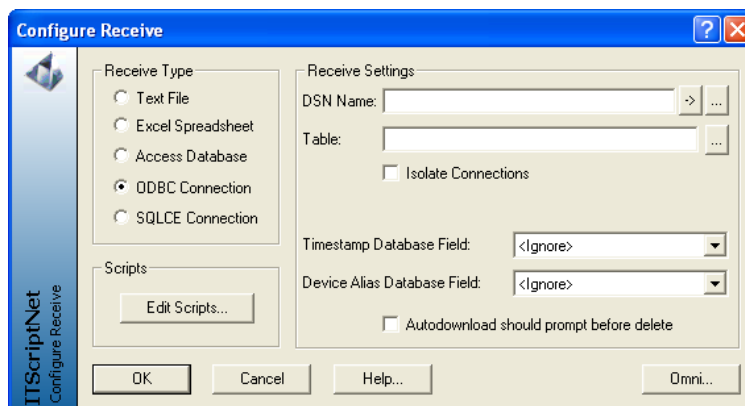 Configure Receive
Receive Type
Text File
Excel Spreadsheet
Access Database
ODBC Connection
SQLCE Connection
Scripts
Edit Scripts...
Receive Settings
DSN Name:
->
...
Table:
...
Isolate Connections
Timestamp Database Field:
<Ignore>
Device Alias Database Field:
<Ignore>
Autodownload should prompt before delete
OK
Cancel
Help...
Omni...
ITScriptNet
Configure Receive